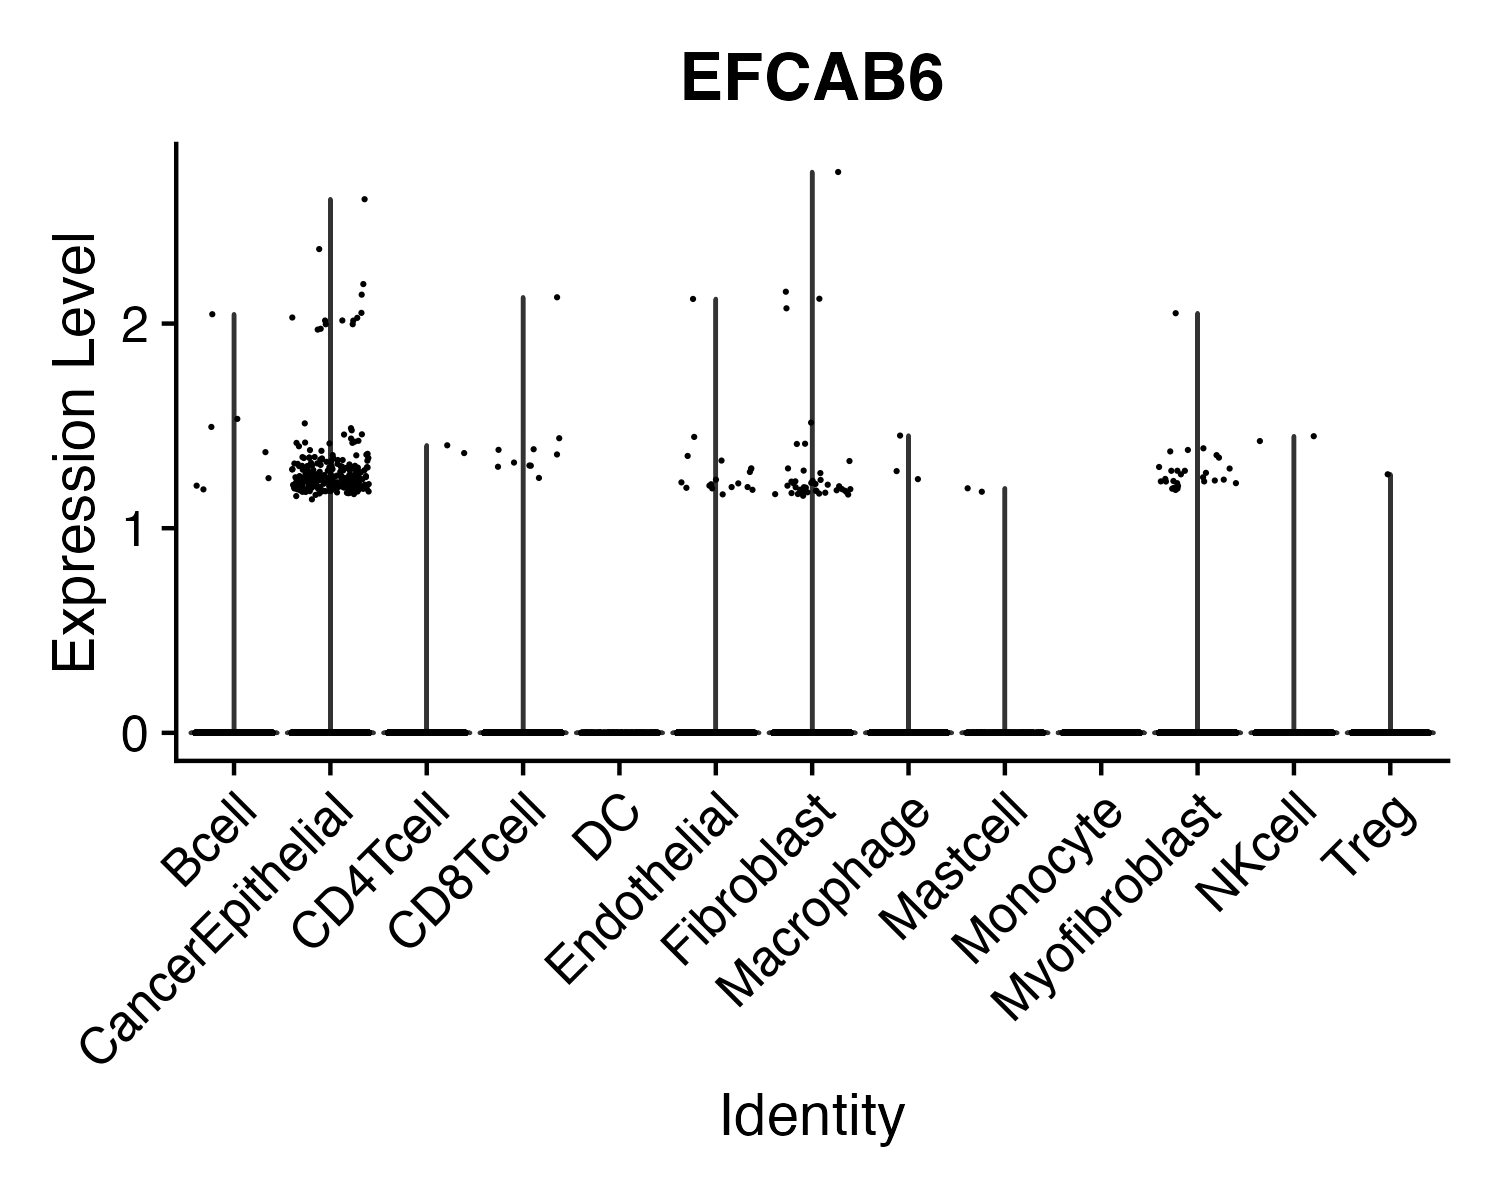 EFCAB6
Expression Level
2
1
0
Bcell
CancerEpithelial
CD4Tcell
CD8Tcell
DC
Endothelial
Fibroblast
Macrophage
Mastcell
Monocyte
Myofibroblast
NKcell
Treg
Identity